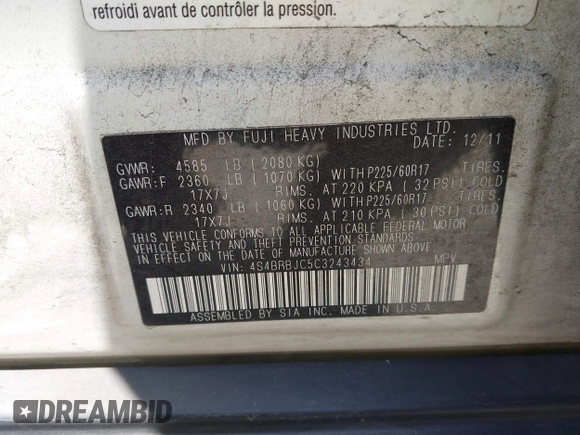 refroidi avant de contrôler la pression.
MFD BY FUJI HEAVY INDUSTRIES LTD.
DATE: 12/11
GVWR: 4585 LB ( 2080 KG)
GAWR:F 2360 LB ( 1070 KG) WITH P225/60R17 TIRES.
17X7J RIMS. AT 220 KPA ( 32 PSI) COLD
GAWR:R 2340 LB ( 1060 KG) WITH P225/60R17 TIRES.
17X7J RIMS. AT 210 KPA ( 30 PSI) COLD
THIS VEHICLE CONFORMS TO ALL APPLICABLE FEDERAL MOTOR
VEHICLE SAFETY AND THEFT PREVENTION STANDARDS
IN EFFECT ON THE DATE OF MANUFACTURE SHOWN ABOVE.
VIN: 4S4BRBJC5C3243434 MPV
ASSEMBLED BY SIA INC. MADE IN U.S.A.
DREAMBID